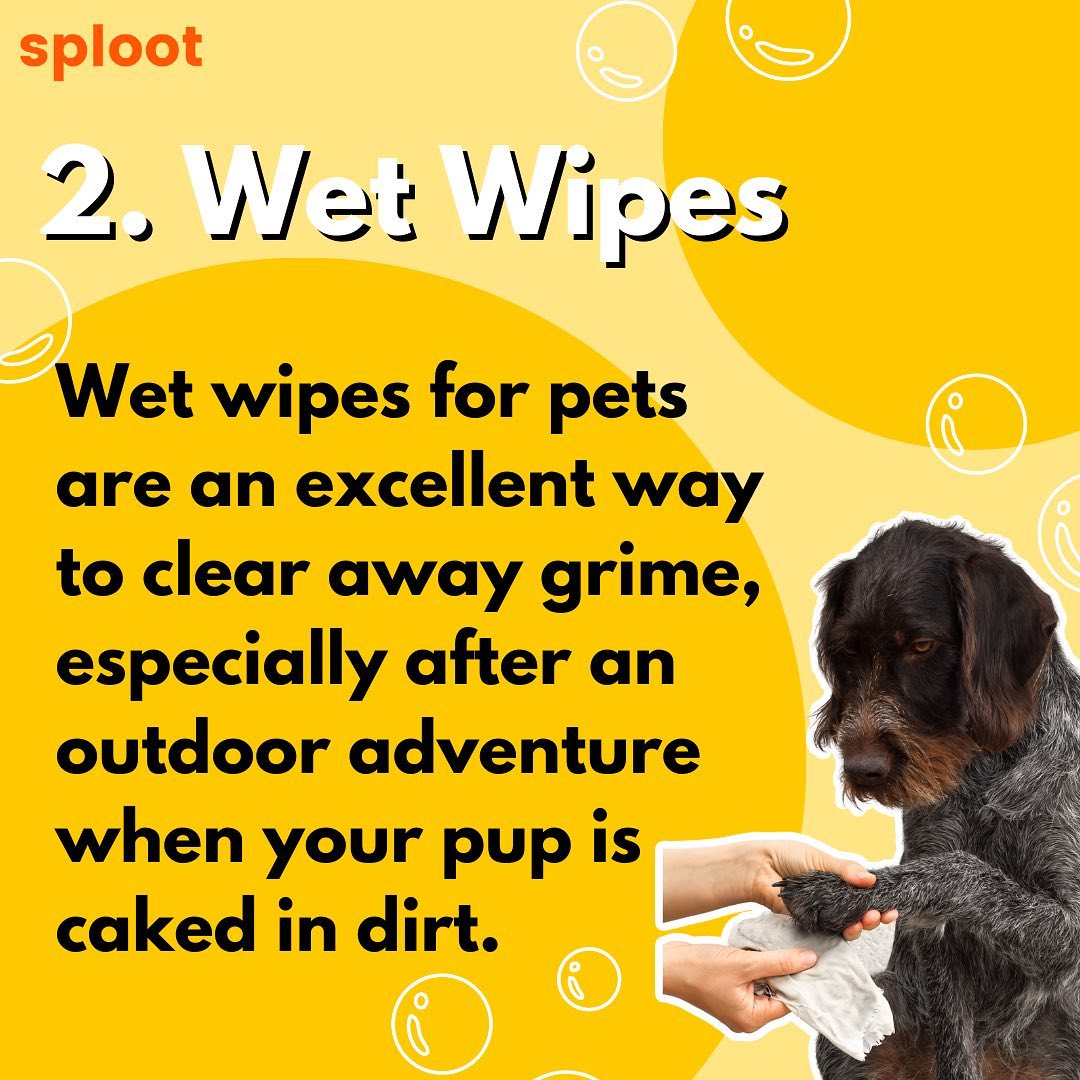 sploot
2. Wet Wipes
Wet wipes for pets
are an excellent way
to clear away grime,
especially after an
outdoor adventure
when your pup is
caked in dirt.